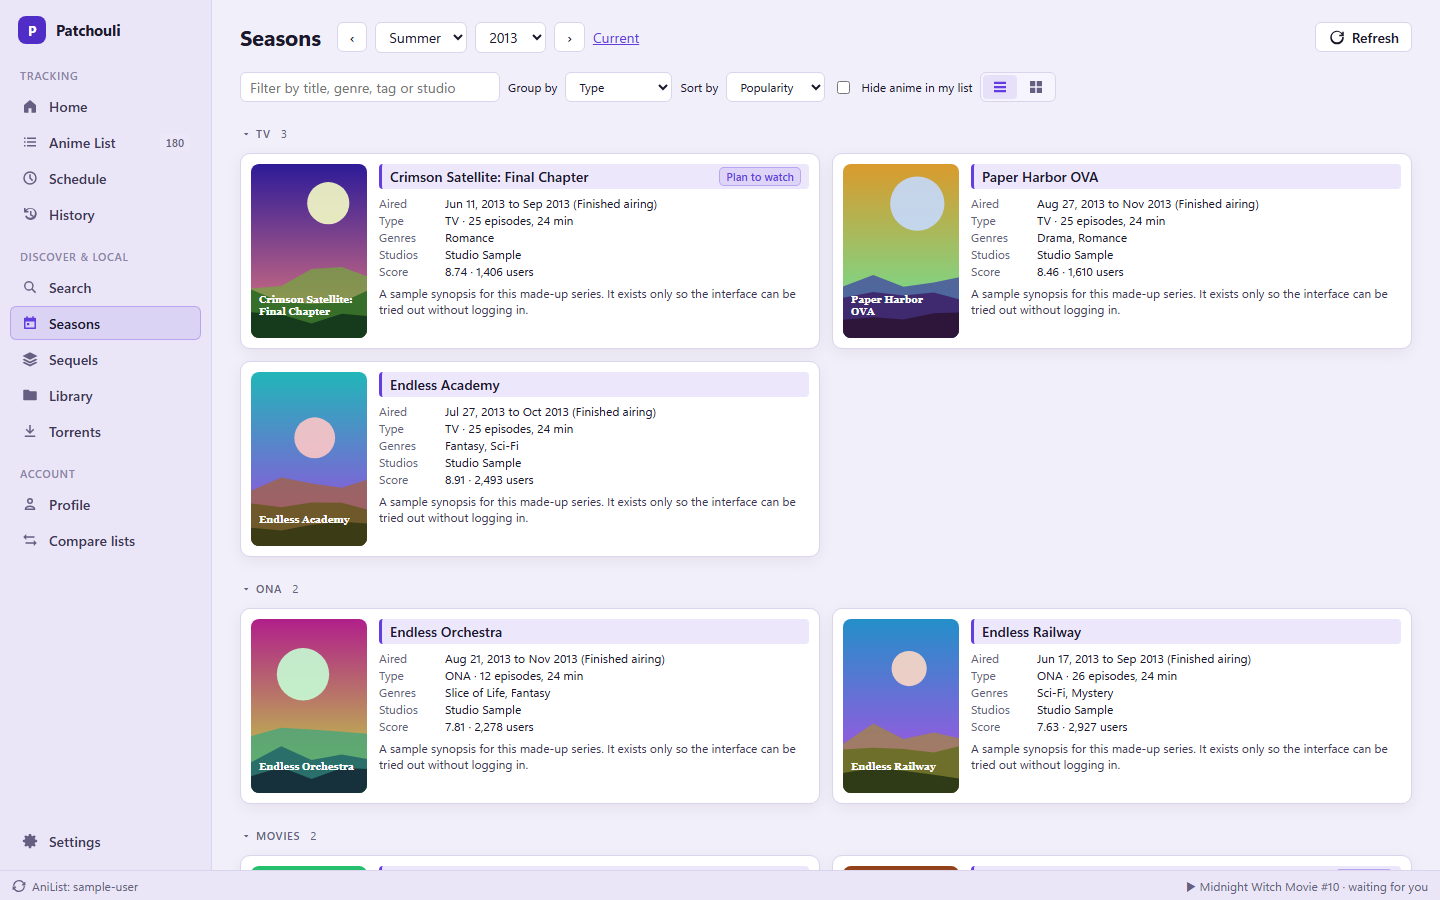 P Patchouli
TRACKING
Home
Anime List 180
Schedule
History
DISCOVER & LOCAL
Search
Seasons
Sequels
Library
Torrents
ACCOUNT
Profile
Compare lists
Settings
Seasons ‹ Summer 2013 › Current Refresh
Filter by title, genre, tag or studio Group by Type Sort by Popularity Hide anime in my list
TV 3
Crimson Satellite:
Final Chapter
Crimson Satellite: Final Chapter Plan to watch
Aired Jun 11, 2013 to Sep 2013 (Finished airing)
Type TV · 25 episodes, 24 min
Genres Romance
Studios Studio Sample
Score 8.74 · 1,406 users
A sample synopsis for this made-up series. It exists only so the interface can be
tried out without logging in.
Paper Harbor
OVA
Paper Harbor OVA
Aired Aug 27, 2013 to Nov 2013 (Finished airing)
Type TV · 25 episodes, 24 min
Genres Drama, Romance
Studios Studio Sample
Score 8.46 · 1,610 users
A sample synopsis for this made-up series. It exists only so the interface can be
tried out without logging in.
Endless Academy
Endless Academy
Aired Jul 27, 2013 to Oct 2013 (Finished airing)
Type TV · 25 episodes, 24 min
Genres Fantasy, Sci-Fi
Studios Studio Sample
Score 8.91 · 2,493 users
A sample synopsis for this made-up series. It exists only so the interface can be
tried out without logging in.
ONA 2
Endless Orchestra
Endless Orchestra
Aired Aug 21, 2013 to Nov 2013 (Finished airing)
Type ONA · 12 episodes, 24 min
Genres Slice of Life, Fantasy
Studios Studio Sample
Score 7.81 · 2,278 users
A sample synopsis for this made-up series. It exists only so the interface can be
tried out without logging in.
Endless Railway
Endless Railway
Aired Jun 17, 2013 to Sep 2013 (Finished airing)
Type ONA · 26 episodes, 24 min
Genres Sci-Fi, Mystery
Studios Studio Sample
Score 7.63 · 2,927 users
A sample synopsis for this made-up series. It exists only so the interface can be
tried out without logging in.
MOVIES 2
AniList: sample-user
▶ Midnight Witch Movie #10 · waiting for you